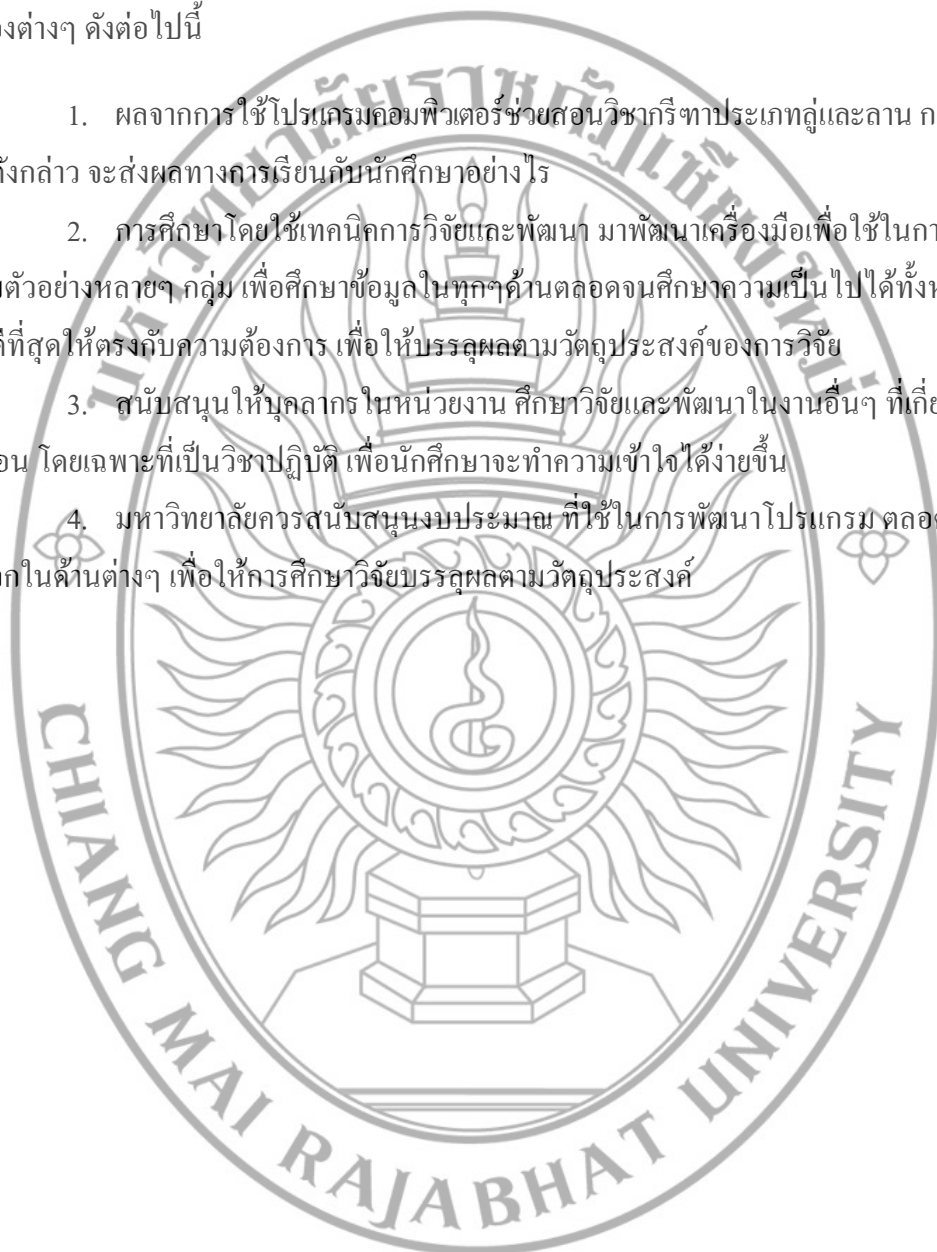 องต่างๆ ดังต่อไปนี้
1. ผลจากการใช้โปรแกรมคอมพิวเตอร์ช่วยสอนวิชากรีฑาประเภทลู่และลาน ก
ดังกล่าว จะส่งผลทางการเรียนกับนักศึกษาอย่างไร
2. การศึกษาโดยใช้เทคนิคการวิจัยและพัฒนา มาพัฒนาเครื่องมือเพื่อใช้ในกา
มตัวอย่างหลายๆ กลุ่ม เพื่อศึกษาข้อมูลในทุกๆด้านตลอดจนศึกษาความเป็นไปได้ทั้งห
ดีที่สุดให้ตรงกับความต้องการ เพื่อให้บรรลุผลตามวัตถุประสงค์ของการวิจัย
3. สนับสนุนให้บุคลากรในหน่วยงาน ศึกษาวิจัยและพัฒนาในงานอื่นๆ ที่เกี่ย
อน โดยเฉพาะที่เป็นวิชาปฏิบัติ เพื่อนักศึกษาจะทำความเข้าใจได้ง่ายขึ้น
4. มหาวิทยาลัยควรสนับสนุนงบประมาณ ที่ใช้ในการพัฒนาโปรแกรม ตลอด
วกในด้านต่างๆ เพื่อให้การศึกษาวิจัยบรรลุผลตามวัตถุประสงค์
มหาวิทยาลัยราชภัฏเชียงใหม่
CHIANG MAI RAJABHAT UNIVERSITY